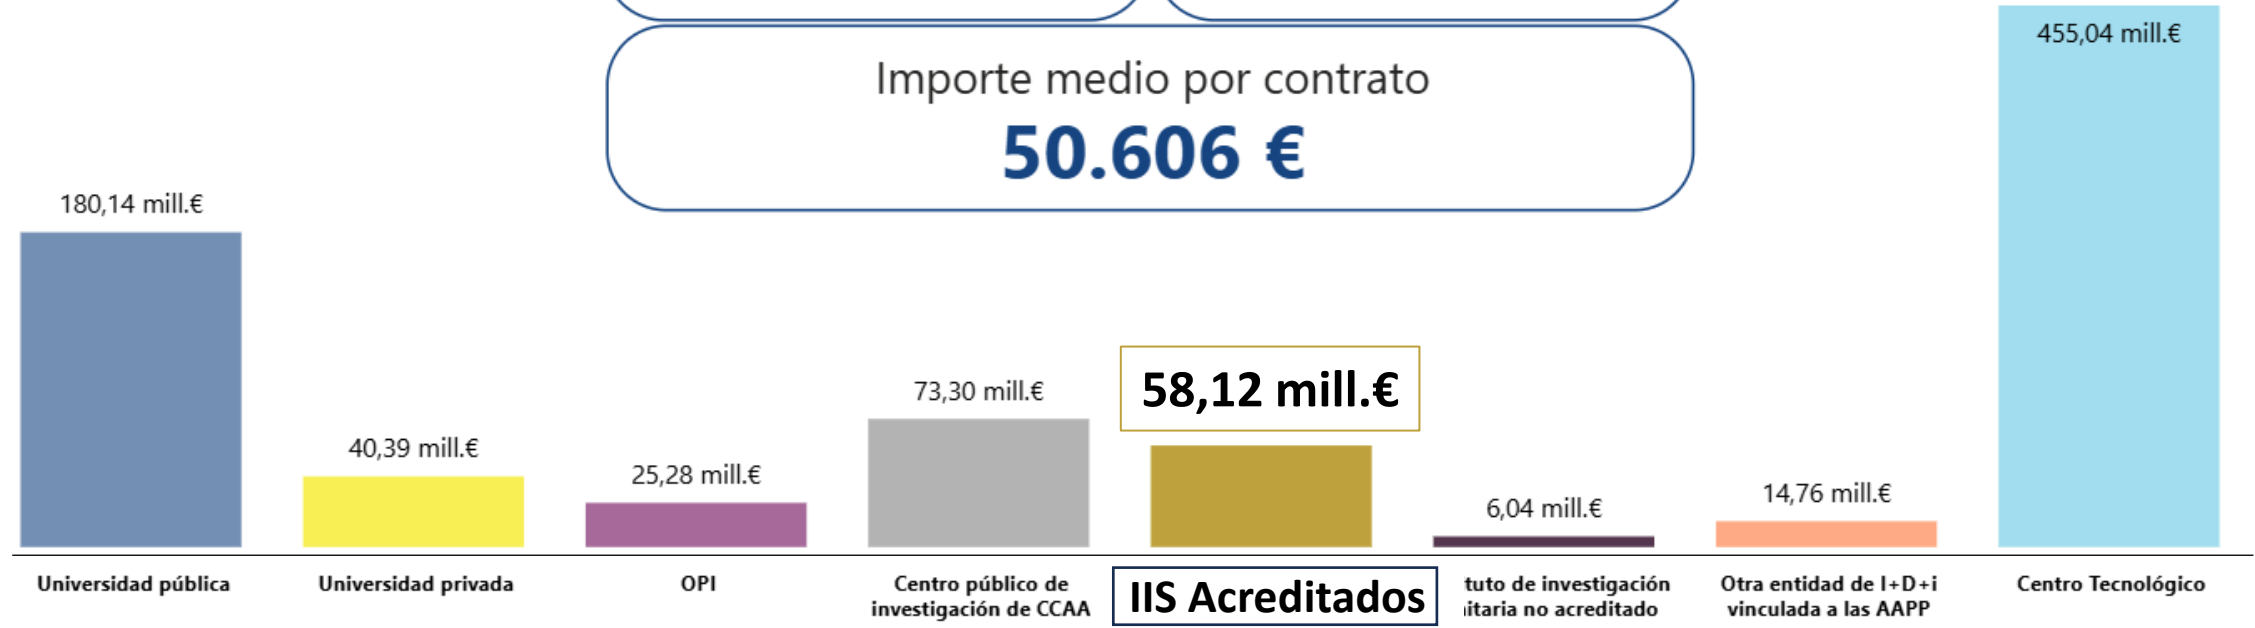 455,04 mill.€
Importe medio por contrato
50.606 €
180,14 mill.€
40,39 mill.€
25,28 mill.€
73,30 mill.€
58,12 mill.€
6,04 mill.€
14,76 mill.€
Universidad pública
Universidad privada
OPI
Centro público de
investigación de CCAA
IIS Acreditados
tuto de investigación
itaria no acreditado
Otra entidad de I+D+i
vinculada a las AAPP
Centro Tecnológico